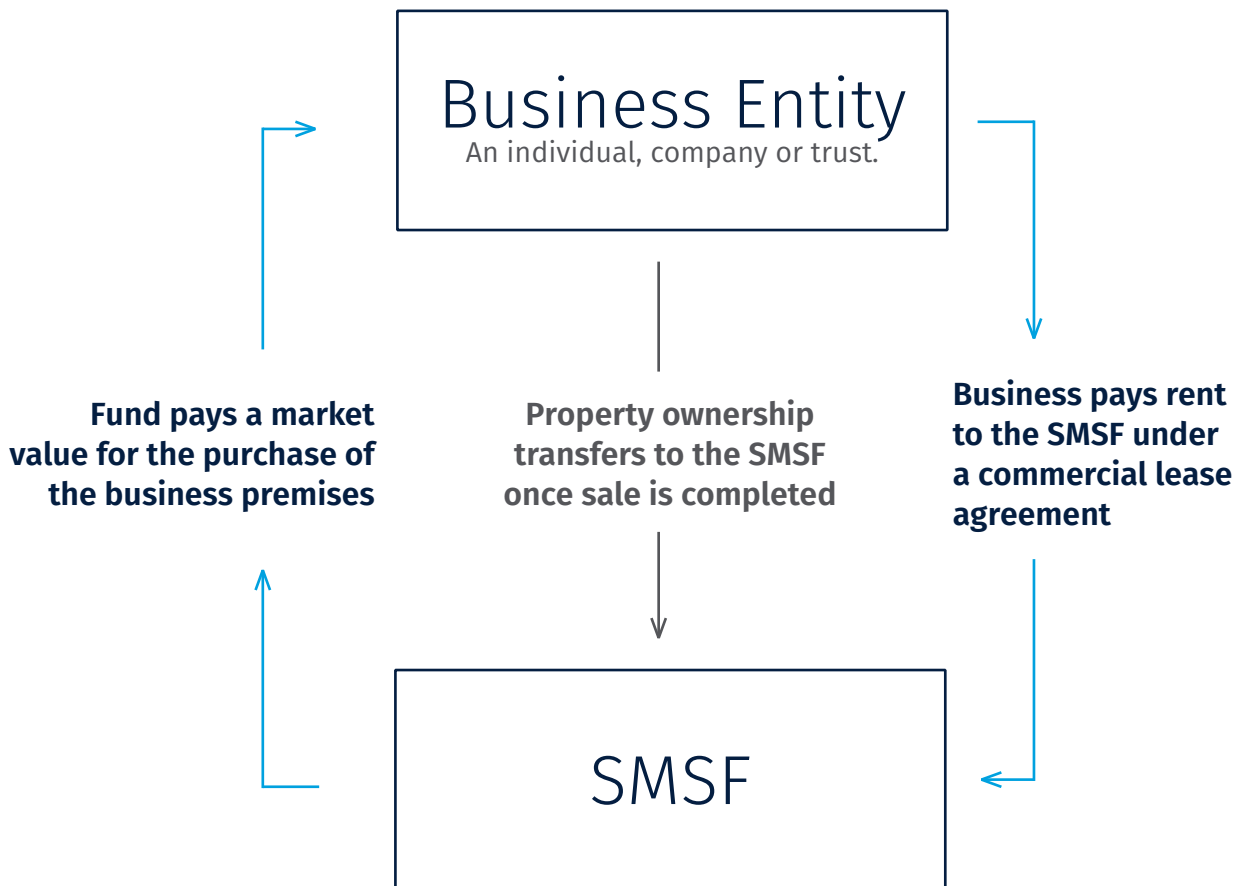 Business Entity
An individual, company or trust.
Fund pays a market
value for the purchase of
the business premises
Property ownership
transfers to the SMSF
once sale is completed
Business pays rent
to the SMSF under
a commercial lease
agreement
SMSF